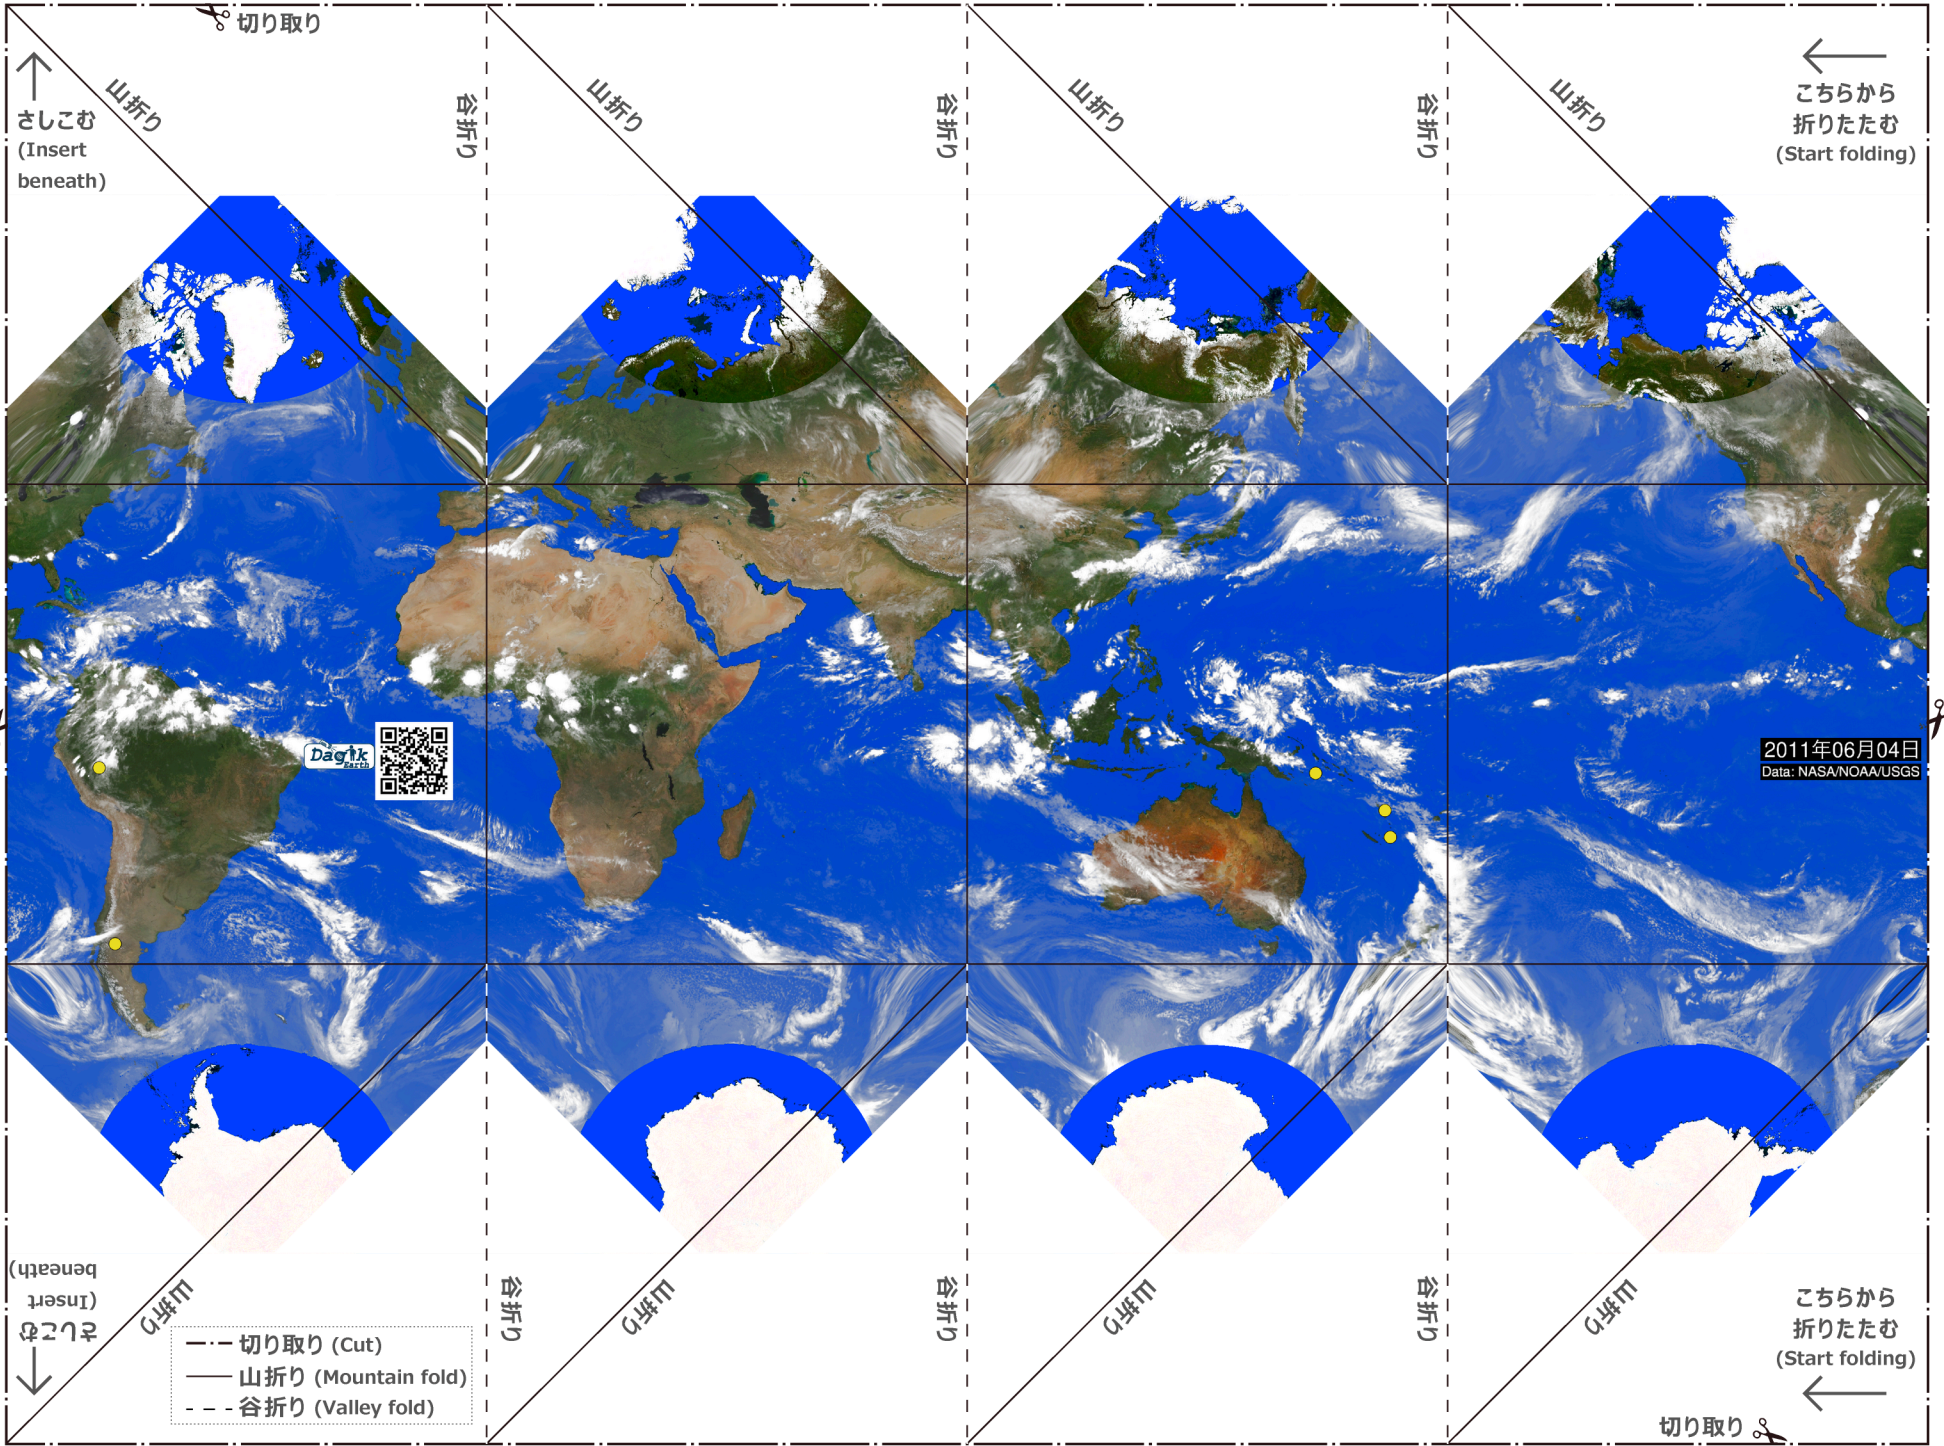 切り取り
山折り
谷折り
山折り
谷折り
山折り
谷折り
山折り
さしこむ
(Insert
beneath)
こちらから
折りたたむ
(Start folding)
Dagik
Earth
2011年06月04日
Data: NASA/NOAA/USGS
さしこむ
(Insert
beneath)
山折り
谷折り
山折り
谷折り
山折り
谷折り
山折り
こちらから
折りたたむ
(Start folding)
切り取り (Cut)
山折り (Mountain fold)
谷折り (Valley fold)
切り取り